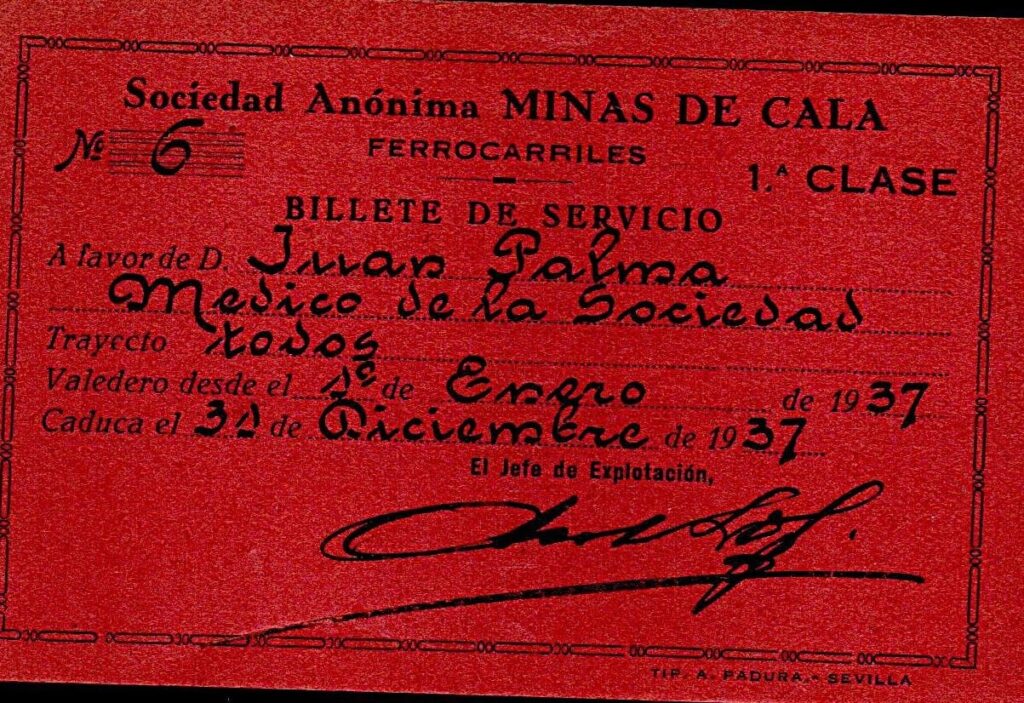 Sociedad Anónima MINAS DE CALA
Nº 6
FERROCARRILES
1.ª CLASE
BILLETE DE SERVICIO
A favor de D. Juan Palma
Medico de la Sociedad
Trayecto todos
Valedero desde el 1º de Enero de 1937
Caduca el 31 de Diciembre de 1937
El Jefe de Explotación,
TIP. A. PADURA.- SEVILLA